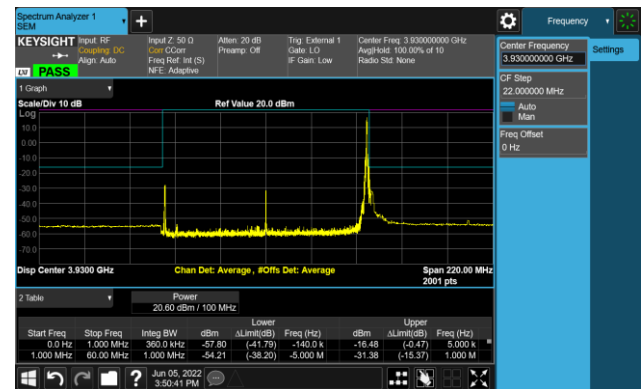 Spectrum Analyzer 1
SEM
Frequency
KEYSIGHT
Input: RF
Coupling: DC
Align: Auto
Input Z: 50 Ω
Corr CCorr
Freq Ref: Int (S)
NFE: Adaptive
Atten: 20 dB
Preamp: Off
Trig: External 1
Gate: LO
IF Gain: Low
Center Freq: 3.930000000 GHz
Avg|Hold: 100.00% of 10
Radio Std: None
LXI
PASS
Center Frequency
3.930000000 GHz
Settings
CF Step
22.000000 MHz
Auto
Man
Freq Offset
0 Hz
1 Graph
Scale/Div 10 dB
Ref Value 20.0 dBm
Log
10.0
0.00
-10.0
-20.0
-30.0
-40.0
-50.0
-60.0
-70.0
Disp Center 3.9300 GHz
Chan Det: Average , #Offs Det: Average
Span 220.00 MHz
2001 pts
2 Table
Power
20.60 dBm / 100 MHz
Lower Upper
Start Freq Stop Freq Integ BW dBm ΔLimit(dB) Freq (Hz) dBm ΔLimit(dB) Freq (Hz)
0.0 Hz 1.000 MHz 360.0 kHz -57.80 (-41.79) -140.0 k -16.48 (-0.47) 5.000 k
1.000 MHz 60.00 MHz 1.000 MHz -54.21 (-38.20) -5.000 M -31.38 (-15.37) 1.000 M
?
Jun 05, 2022
3:50:41 PM